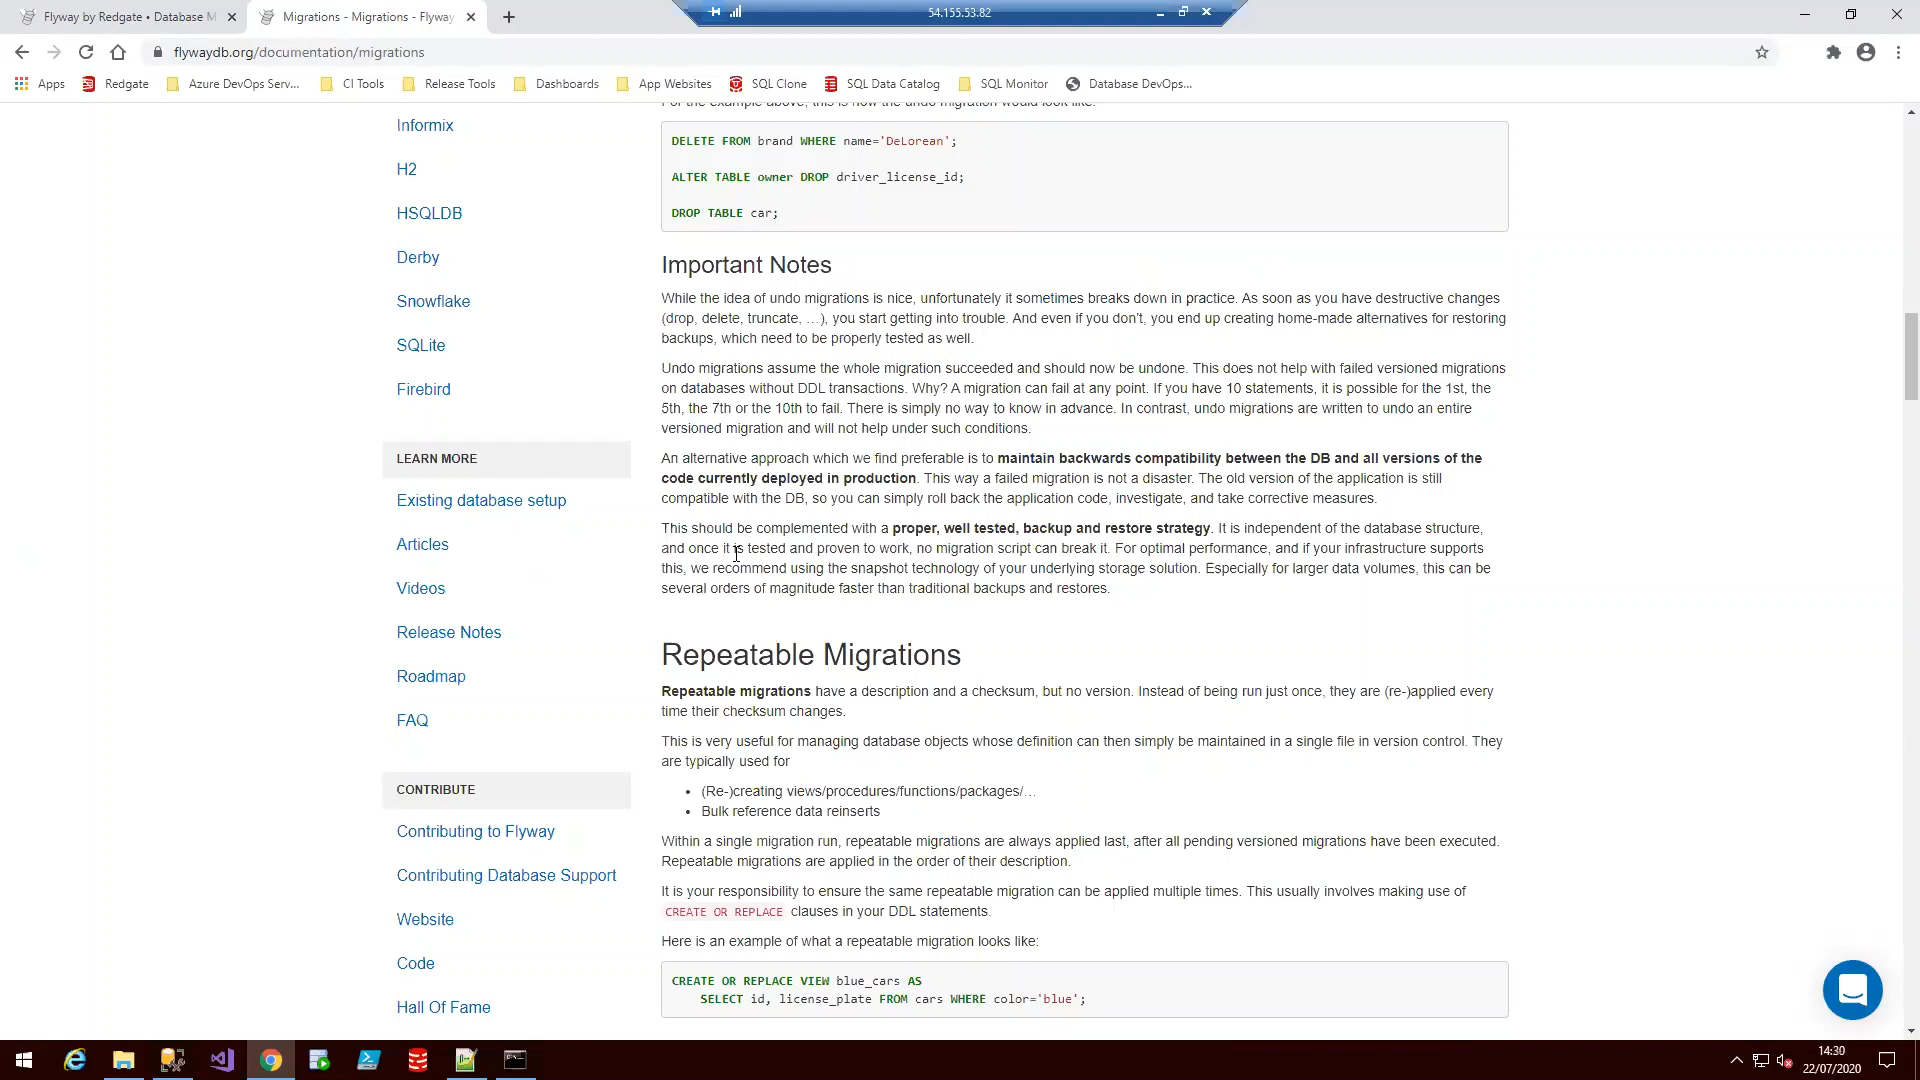 Flyway by Redgate • Database M
Migrations - Migrations - Flyway
54.155.53.82
flywaydb.org/documentation/migrations
Apps
Redgate
Azure DevOps Serv...
CI Tools
Release Tools
Dashboards
App Websites
SQL Clone
SQL Data Catalog
SQL Monitor
Database DevOps...
Informix
H2
HSQLDB
Derby
Snowflake
SQLite
Firebird
LEARN MORE
Existing database setup
Articles
Videos
Release Notes
Roadmap
FAQ
CONTRIBUTE
Contributing to Flyway
Contributing Database Support
Website
Code
Hall Of Fame
For the example above, this is how the undo migration would look like:
DELETE FROM brand WHERE name='DeLorean';
ALTER TABLE owner DROP driver_license_id;
DROP TABLE car;
Important Notes
While the idea of undo migrations is nice, unfortunately it sometimes breaks down in practice. As soon as you have destructive changes
(drop, delete, truncate, …), you start getting into trouble. And even if you don't, you end up creating home-made alternatives for restoring
backups, which need to be properly tested as well.
Undo migrations assume the whole migration succeeded and should now be undone. This does not help with failed versioned migrations
on databases without DDL transactions. Why? A migration can fail at any point. If you have 10 statements, it is possible for the 1st, the
5th, the 7th or the 10th to fail. There is simply no way to know in advance. In contrast, undo migrations are written to undo an entire
versioned migration and will not help under such conditions.
An alternative approach which we find preferable is to maintain backwards compatibility between the DB and all versions of the
code currently deployed in production. This way a failed migration is not a disaster. The old version of the application is still
compatible with the DB, so you can simply roll back the application code, investigate, and take corrective measures.
This should be complemented with a proper, well tested, backup and restore strategy. It is independent of the database structure,
and once it is tested and proven to work, no migration script can break it. For optimal performance, and if your infrastructure supports
this, we recommend using the snapshot technology of your underlying storage solution. Especially for larger data volumes, this can be
several orders of magnitude faster than traditional backups and restores.
Repeatable Migrations
Repeatable migrations have a description and a checksum, but no version. Instead of being run just once, they are (re-)applied every
time their checksum changes.
This is very useful for managing database objects whose definition can then simply be maintained in a single file in version control. They
are typically used for
• (Re-)creating views/procedures/functions/packages/…
• Bulk reference data reinserts
Within a single migration run, repeatable migrations are always applied last, after all pending versioned migrations have been executed.
Repeatable migrations are applied in the order of their description.
It is your responsibility to ensure the same repeatable migration can be applied multiple times. This usually involves making use of
CREATE OR REPLACE clauses in your DDL statements.
Here is an example of what a repeatable migration looks like:
CREATE OR REPLACE VIEW blue_cars AS
SELECT id, license_plate FROM cars WHERE color='blue';
14:30
22/07/2020